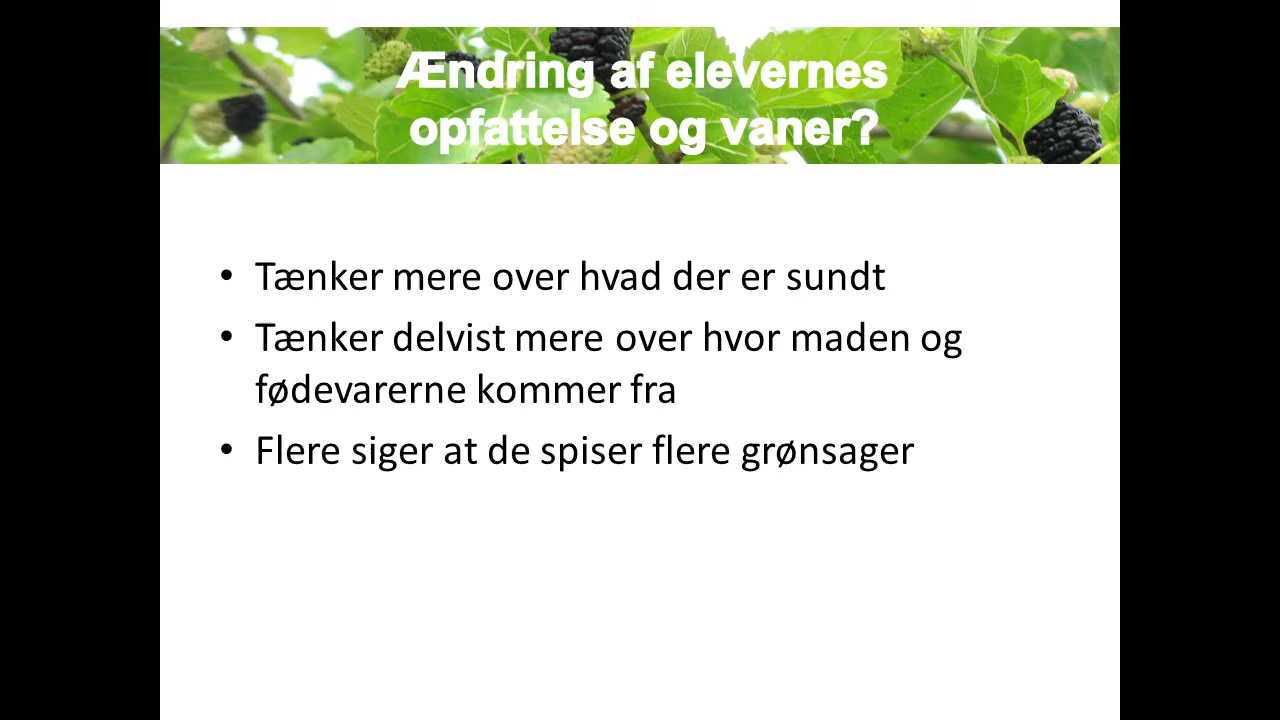 Ændring af elevernes
opfattelse og vaner?
• Tænker mere over hvad der er sundt
• Tænker delvist mere over hvor maden og
fødevarerne kommer fra
• Flere siger at de spiser flere grønsager